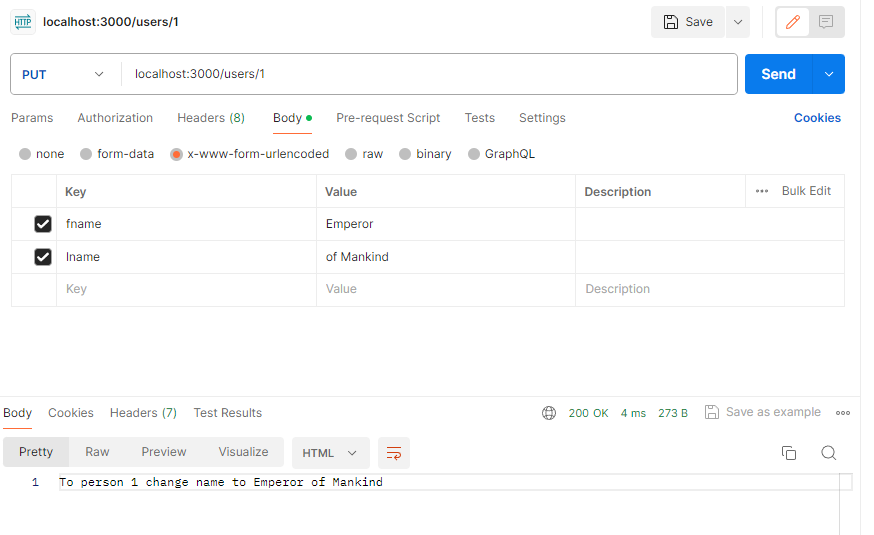 HTTP localhost:3000/users/1 Save
PUT localhost:3000/users/1 Send
Params Authorization Headers (8) Body Pre-request Script Tests Settings Cookies
none form-data x-www-form-urlencoded raw binary GraphQL
Key Value Description Bulk Edit
fname Emperor
lname of Mankind
Key Value Description
Body Cookies Headers (7) Test Results 200 OK 4 ms 273 B Save as example
Pretty Raw Preview Visualize HTML
1 To person 1 change name to Emperor of Mankind